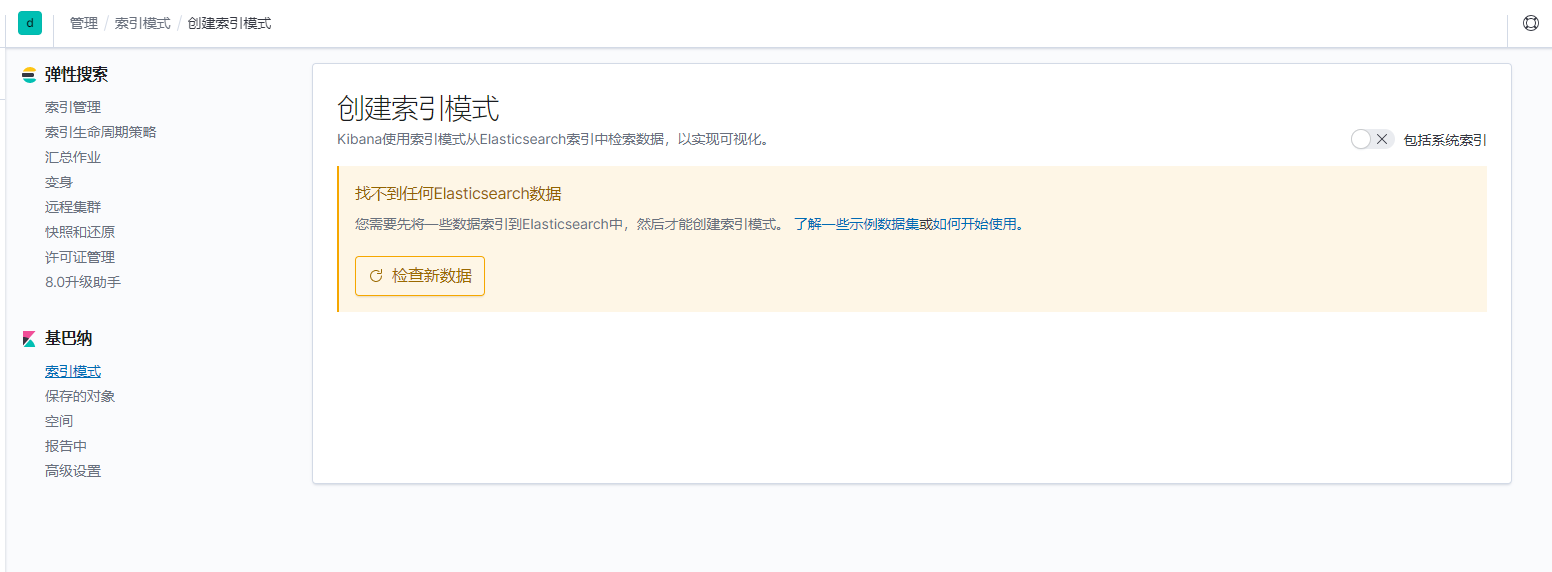 d 管理 / 索引模式 / 创建索引模式
弹性搜索
索引管理
索引生命周期策略
汇总作业
变身
远程集群
快照和还原
许可证管理
8.0升级助手
基巴纳
索引模式
保存的对象
空间
报告中
高级设置
创建索引模式
Kibana使用索引模式从Elasticsearch索引中检索数据，以实现可视化。
包括系统索引
找不到任何Elasticsearch数据
您需要先将一些数据索引到Elasticsearch中，然后才能创建索引模式。 了解一些示例数据集或如何开始使用。
检查新数据